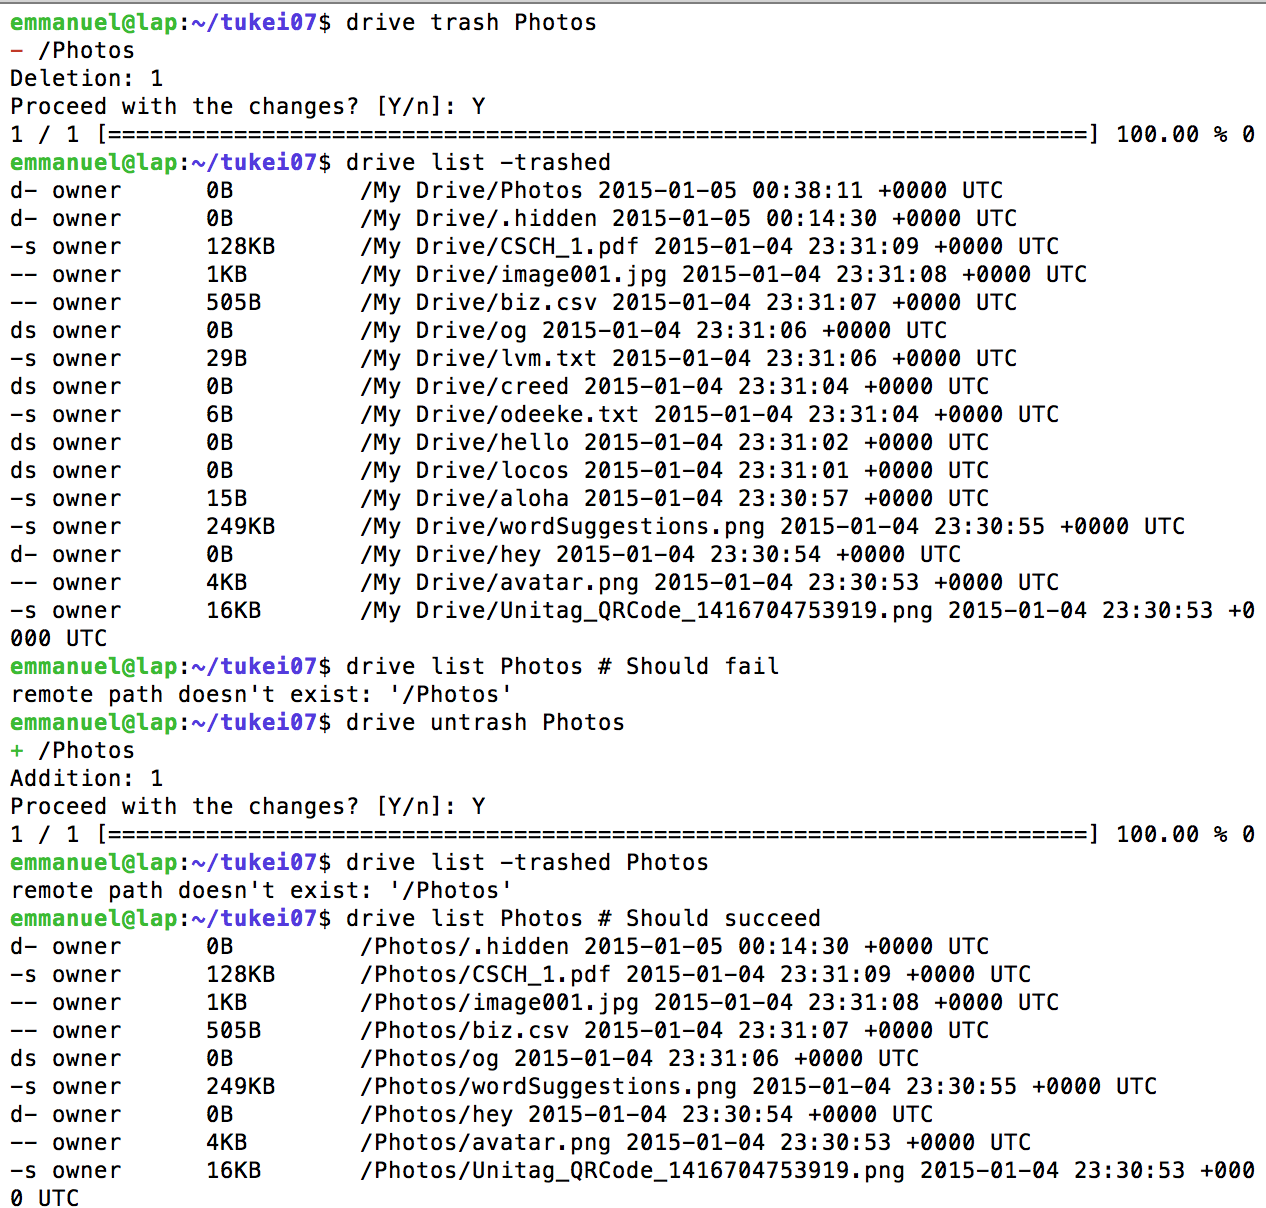 emmanuel@lap:~/tukei07$ drive trash Photos
- /Photos
Deletion: 1
Proceed with the changes? [Y/n]: Y
1 / 1 [======================================================================] 100.00 % 0
emmanuel@lap:~/tukei07$ drive list -trashed
d- owner      0B         /My Drive/Photos 2015-01-05 00:38:11 +0000 UTC
d- owner      0B         /My Drive/.hidden 2015-01-05 00:14:30 +0000 UTC
-s owner      128KB      /My Drive/CSCH_1.pdf 2015-01-04 23:31:09 +0000 UTC
-- owner      1KB        /My Drive/image001.jpg 2015-01-04 23:31:08 +0000 UTC
-- owner      505B       /My Drive/biz.csv 2015-01-04 23:31:07 +0000 UTC
ds owner      0B         /My Drive/og 2015-01-04 23:31:06 +0000 UTC
-s owner      29B        /My Drive/lvm.txt 2015-01-04 23:31:06 +0000 UTC
ds owner      0B         /My Drive/creed 2015-01-04 23:31:04 +0000 UTC
-s owner      6B         /My Drive/odeeke.txt 2015-01-04 23:31:04 +0000 UTC
ds owner      0B         /My Drive/hello 2015-01-04 23:31:02 +0000 UTC
ds owner      0B         /My Drive/locos 2015-01-04 23:31:01 +0000 UTC
-s owner      15B        /My Drive/aloha 2015-01-04 23:30:57 +0000 UTC
-s owner      249KB      /My Drive/wordSuggestions.png 2015-01-04 23:30:55 +0000 UTC
d- owner      0B         /My Drive/hey 2015-01-04 23:30:54 +0000 UTC
-- owner      4KB        /My Drive/avatar.png 2015-01-04 23:30:53 +0000 UTC
-s owner      16KB       /My Drive/Unitag_QRCode_1416704753919.png 2015-01-04 23:30:53 +0
000 UTC
emmanuel@lap:~/tukei07$ drive list Photos # Should fail
remote path doesn't exist: '/Photos'
emmanuel@lap:~/tukei07$ drive untrash Photos
+ /Photos
Addition: 1
Proceed with the changes? [Y/n]: Y
1 / 1 [======================================================================] 100.00 % 0
emmanuel@lap:~/tukei07$ drive list -trashed Photos
remote path doesn't exist: '/Photos'
emmanuel@lap:~/tukei07$ drive list Photos # Should succeed
d- owner      0B         /Photos/.hidden 2015-01-05 00:14:30 +0000 UTC
-s owner      128KB      /Photos/CSCH_1.pdf 2015-01-04 23:31:09 +0000 UTC
-- owner      1KB        /Photos/image001.jpg 2015-01-04 23:31:08 +0000 UTC
-- owner      505B       /Photos/biz.csv 2015-01-04 23:31:07 +0000 UTC
ds owner      0B         /Photos/og 2015-01-04 23:31:06 +0000 UTC
-s owner      249KB      /Photos/wordSuggestions.png 2015-01-04 23:30:55 +0000 UTC
d- owner      0B         /Photos/hey 2015-01-04 23:30:54 +0000 UTC
-- owner      4KB        /Photos/avatar.png 2015-01-04 23:30:53 +0000 UTC
-s owner      16KB       /Photos/Unitag_QRCode_1416704753919.png 2015-01-04 23:30:53 +000
0 UTC